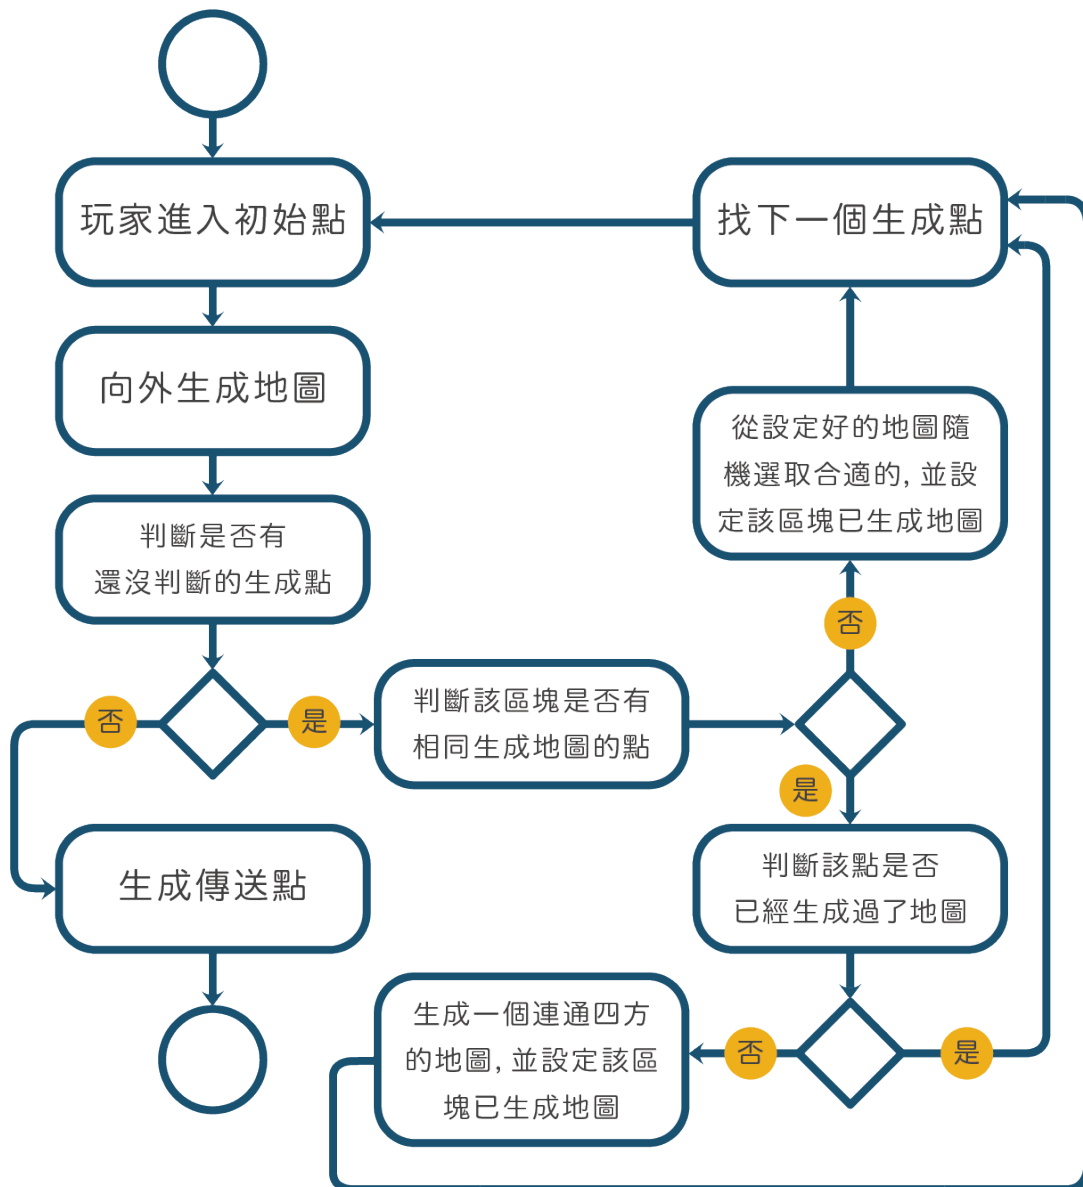 玩家進入初始點
找下一個生成點
向外生成地圖
從設定好的地圖隨
機選取合適的, 並設
定該區塊已生成地圖
判斷是否有
還沒判斷的生成點
否
否
是
判斷該區塊是否有
相同生成地圖的點
是
生成傳送點
判斷該點是否
已經生成過了地圖
生成一個連通四方
的地圖, 並設定該區
塊已生成地圖
否
是